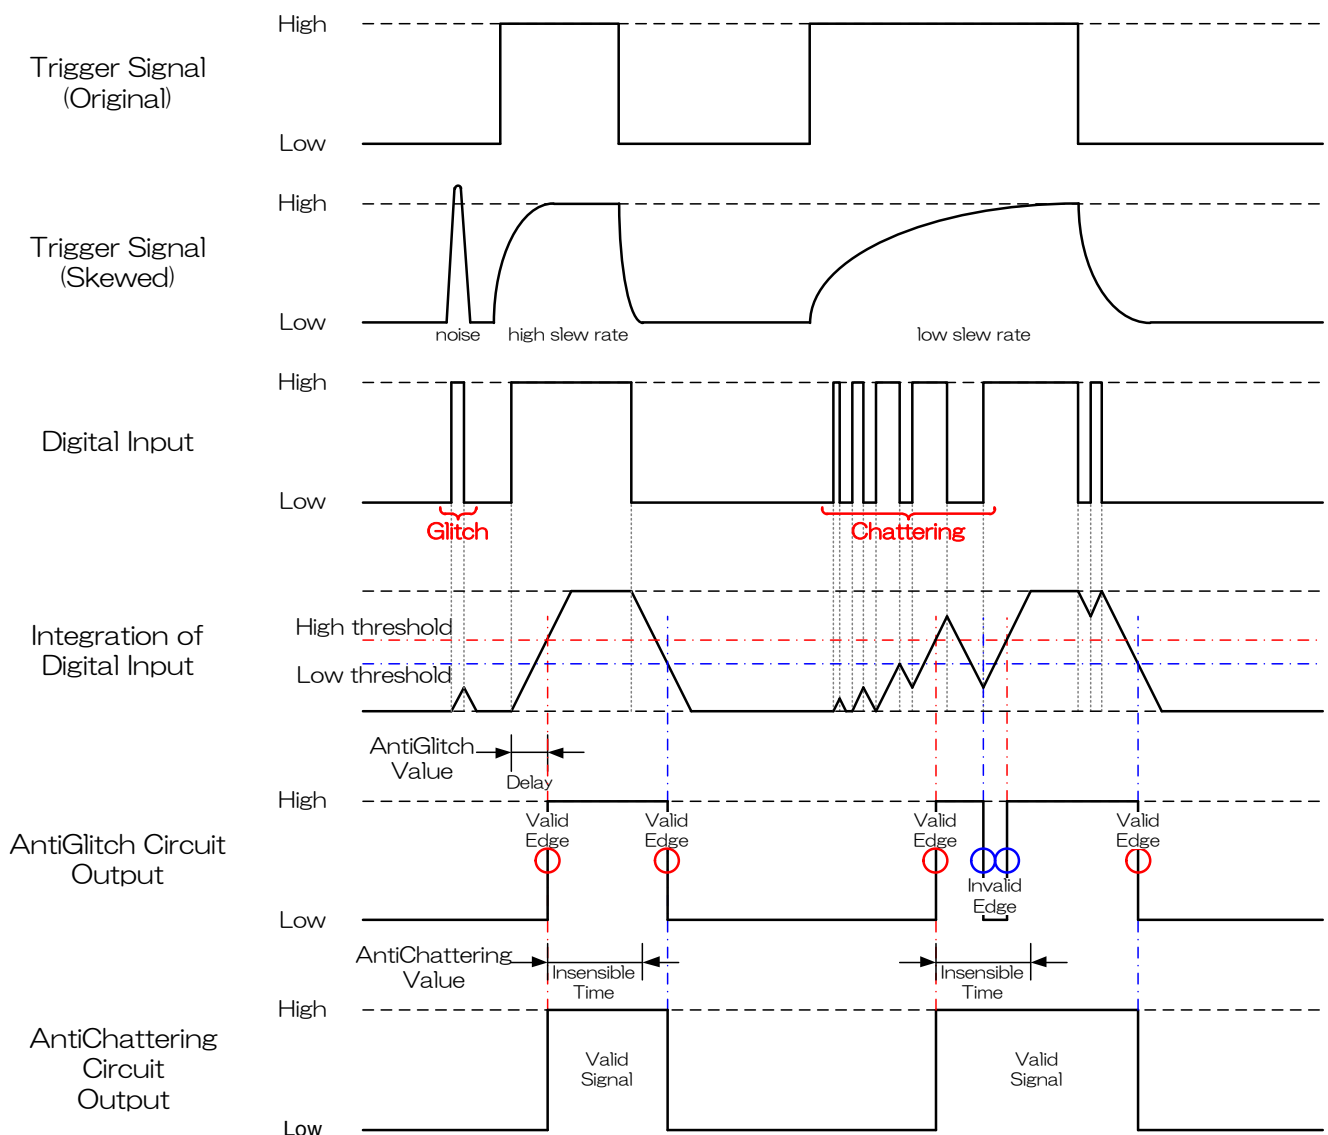 High
Trigger Signal
(Original)
Low
High
Trigger Signal
(Skewed)
Low
noise
high slew rate
low slew rate
High
Digital Input
Low
Glitch
Chattering
Integration of
Digital Input
High threshold
Low threshold
AntiGlitch
Value
Delay
High
AntiGlitch Circuit
Output
Valid
Edge
Valid
Edge
Valid
Edge
Valid
Edge
Invalid
Edge
Low
AntiChattering
Value
Insensible
Time
Insensible
Time
High
AntiChattering
Circuit
Output
Valid
Signal
Valid
Signal
Low